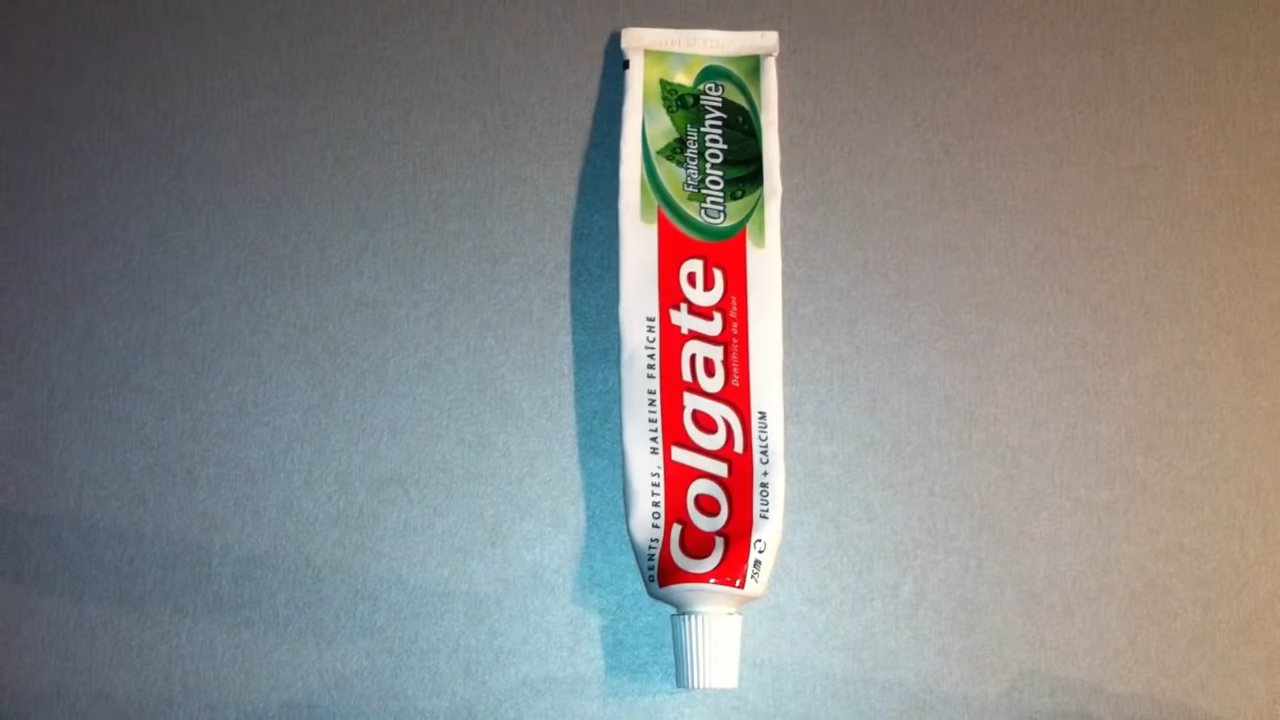 DENTS FORTES, HALEINE FRAÎCHE
Colgate
Dentifrice au fluor
Fraîcheur
Chlorophylle
75ml e
FLUOR + CALCIUM